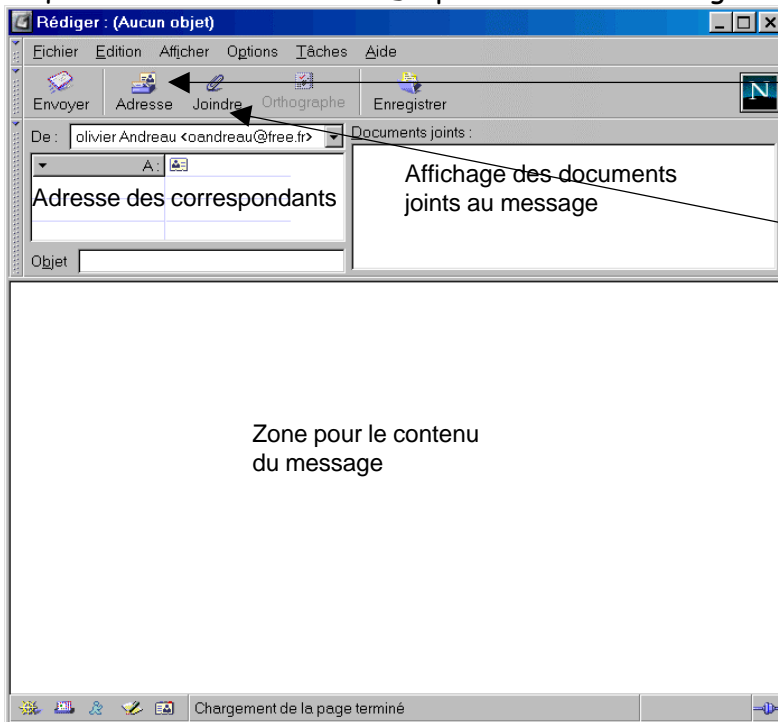 Rédiger : (Aucun objet)
Fichier Edition Afficher Options Tâches Aide
Envoyer Adresse Joindre Orthographe Enregistrer
N
De : olivier Andreau <oandreau@free.fr>
Documents joints :
A:
Adresse des correspondants
Affichage des documents
joints au message
Objet
Zone pour le contenu
du message
Chargement de la page terminé